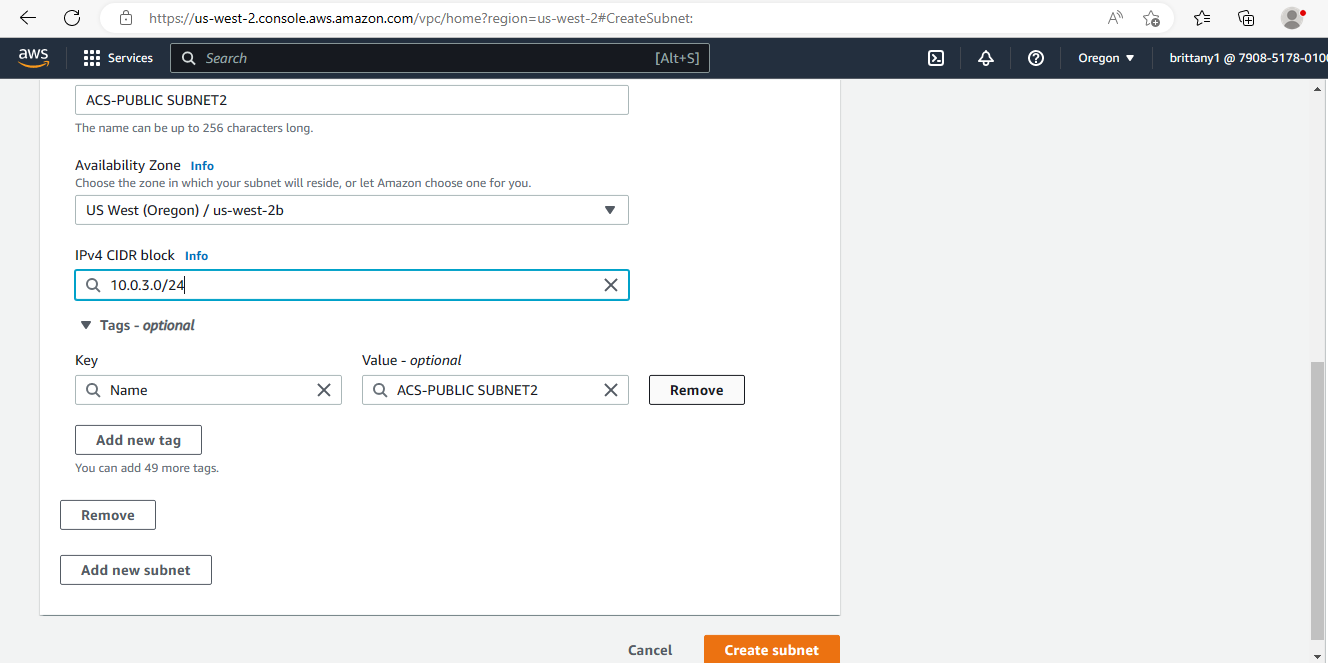 https://us-west-2.console.aws.amazon.com/vpc/home?region=us-west-2#CreateSubnet:
aws Services Search [Alt+S] Oregon brittany1 @ 7908-5178-0100
ACS-PUBLIC SUBNET2
The name can be up to 256 characters long.
Availability Zone Info
Choose the zone in which your subnet will reside, or let Amazon choose one for you.
US West (Oregon) / us-west-2b
IPv4 CIDR block Info
10.0.3.0/24
Tags - optional
Key Value - optional
Name ACS-PUBLIC SUBNET2 Remove
Add new tag
You can add 49 more tags.
Remove
Add new subnet
Cancel Create subnet